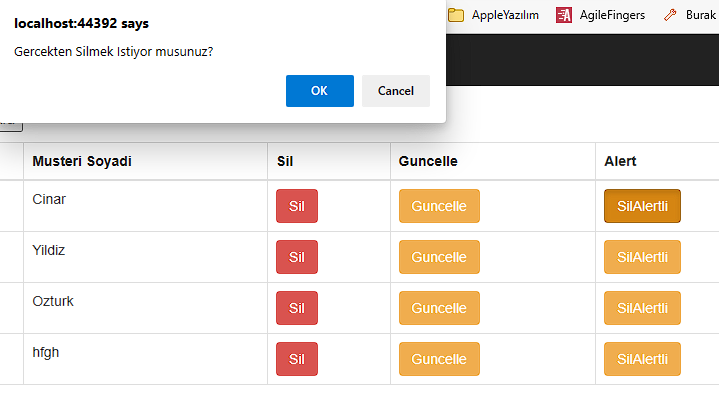 localhost:44392 says
Gercekten Silmek Istiyor musunuz?
OK Cancel
AppleYazılım AgileFingers Burak
Musteri Soyadi Sil Guncelle Alert
Cinar Sil Guncelle SilAlertli
Yildiz Sil Guncelle SilAlertli
Ozturk Sil Guncelle SilAlertli
hfgh Sil Guncelle SilAlertli